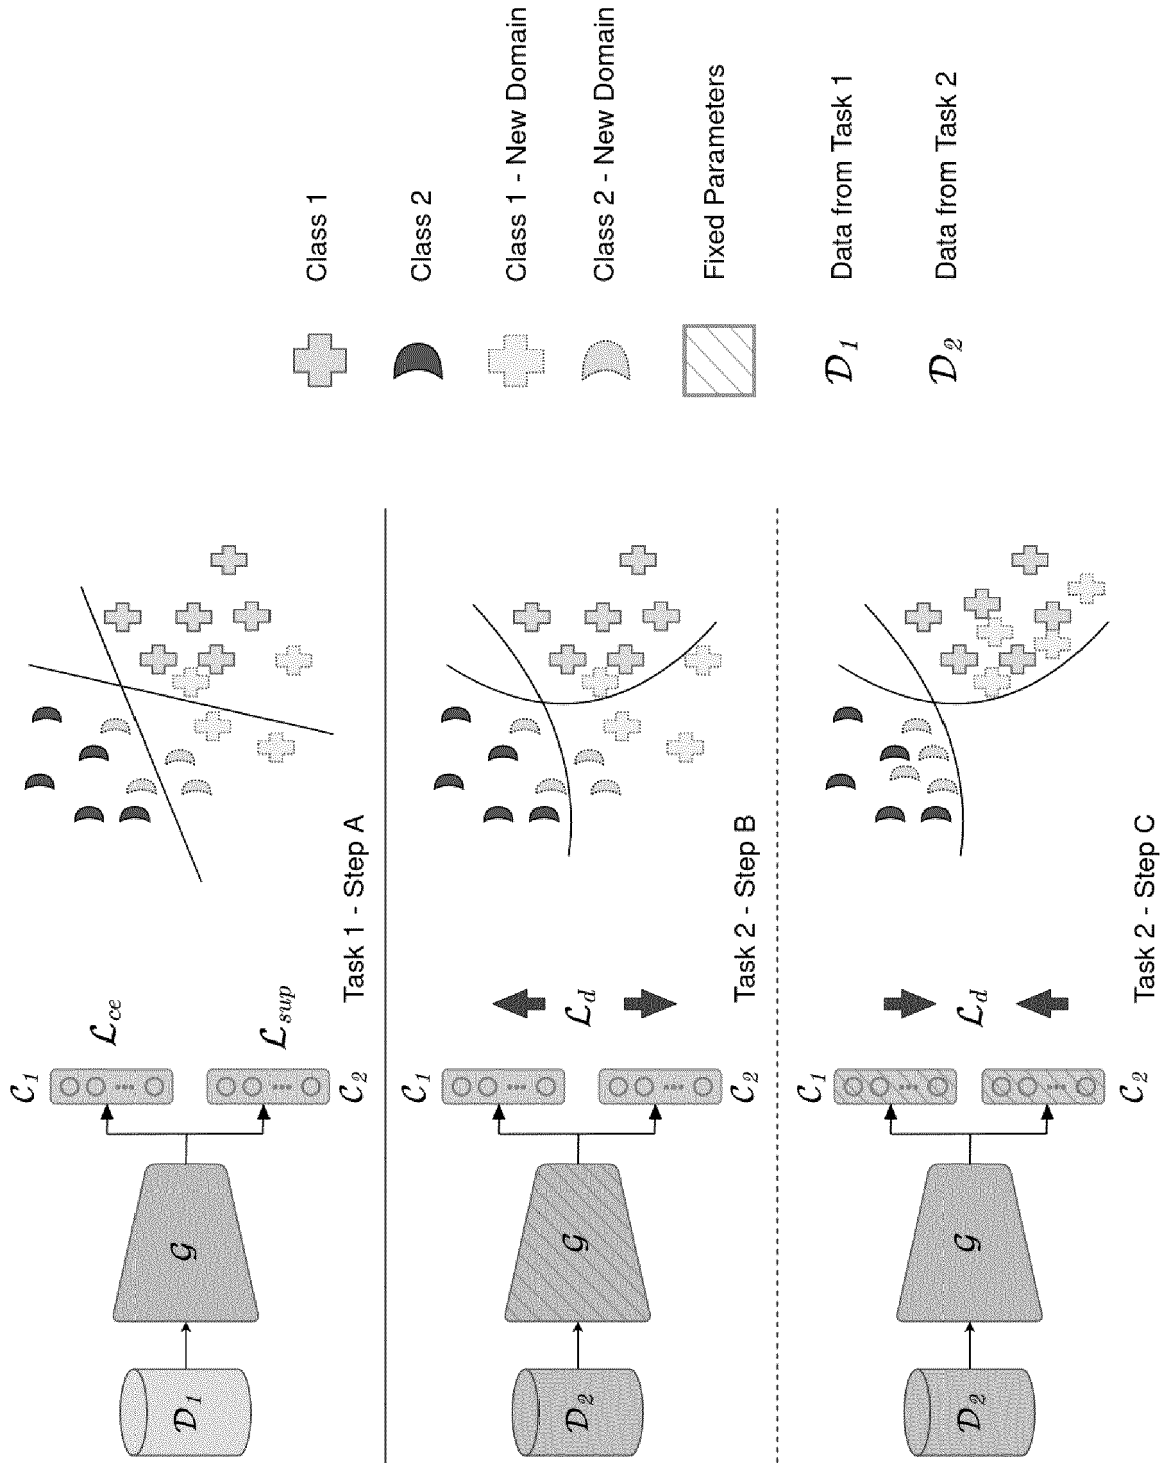 C1
Lce
D1
G
Lsup
C2
Task 1 - Step A
C1
D2
G
Ld
C2
Task 2 - Step B
C1
D2
G
Ld
C2
Task 2 - Step C
Class 1
Class 2
Class 1 - New Domain
Class 2 - New Domain
Fixed Parameters
D1 Data from Task 1
D2 Data from Task 2